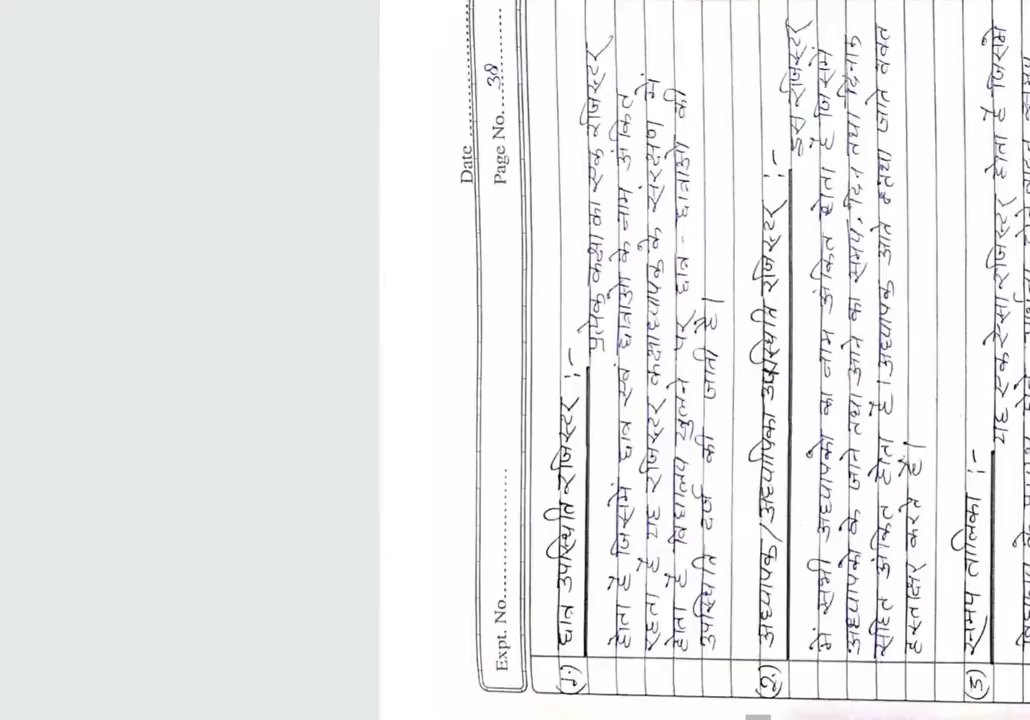 Date ..............
Expt. No..............
Page No....38
(1.) छात्र उपस्थिति रजिस्टर :-
प्रत्येक कक्षा का एक रजिस्टर
होता है जिसमे छात्र एवं छात्राओ के नाम अंकित
रहता है यह रजिस्टर कक्षाध्यापक के संरक्षण में
होता है विद्यालय खुलने पर छात्र - छात्राओ की
उपस्थिति दर्ज की जाती है।
(2.) अध्यापक/अध्यापिका उपस्थिति रजिस्टर :-
इस रजिस्टर
में सभी अध्यापको का नाम अंकित होता है जिसमे
अध्यापको के जाने तथा आने का समय, दिन तथा दिनांक
सहित अंकित होता है। अध्यापक आते तथा जाते वक्त
हस्ताक्षर करते हैं।
(3) समय तालिका :-
यह एक ऐसा रजिस्टर होता है जिसमे